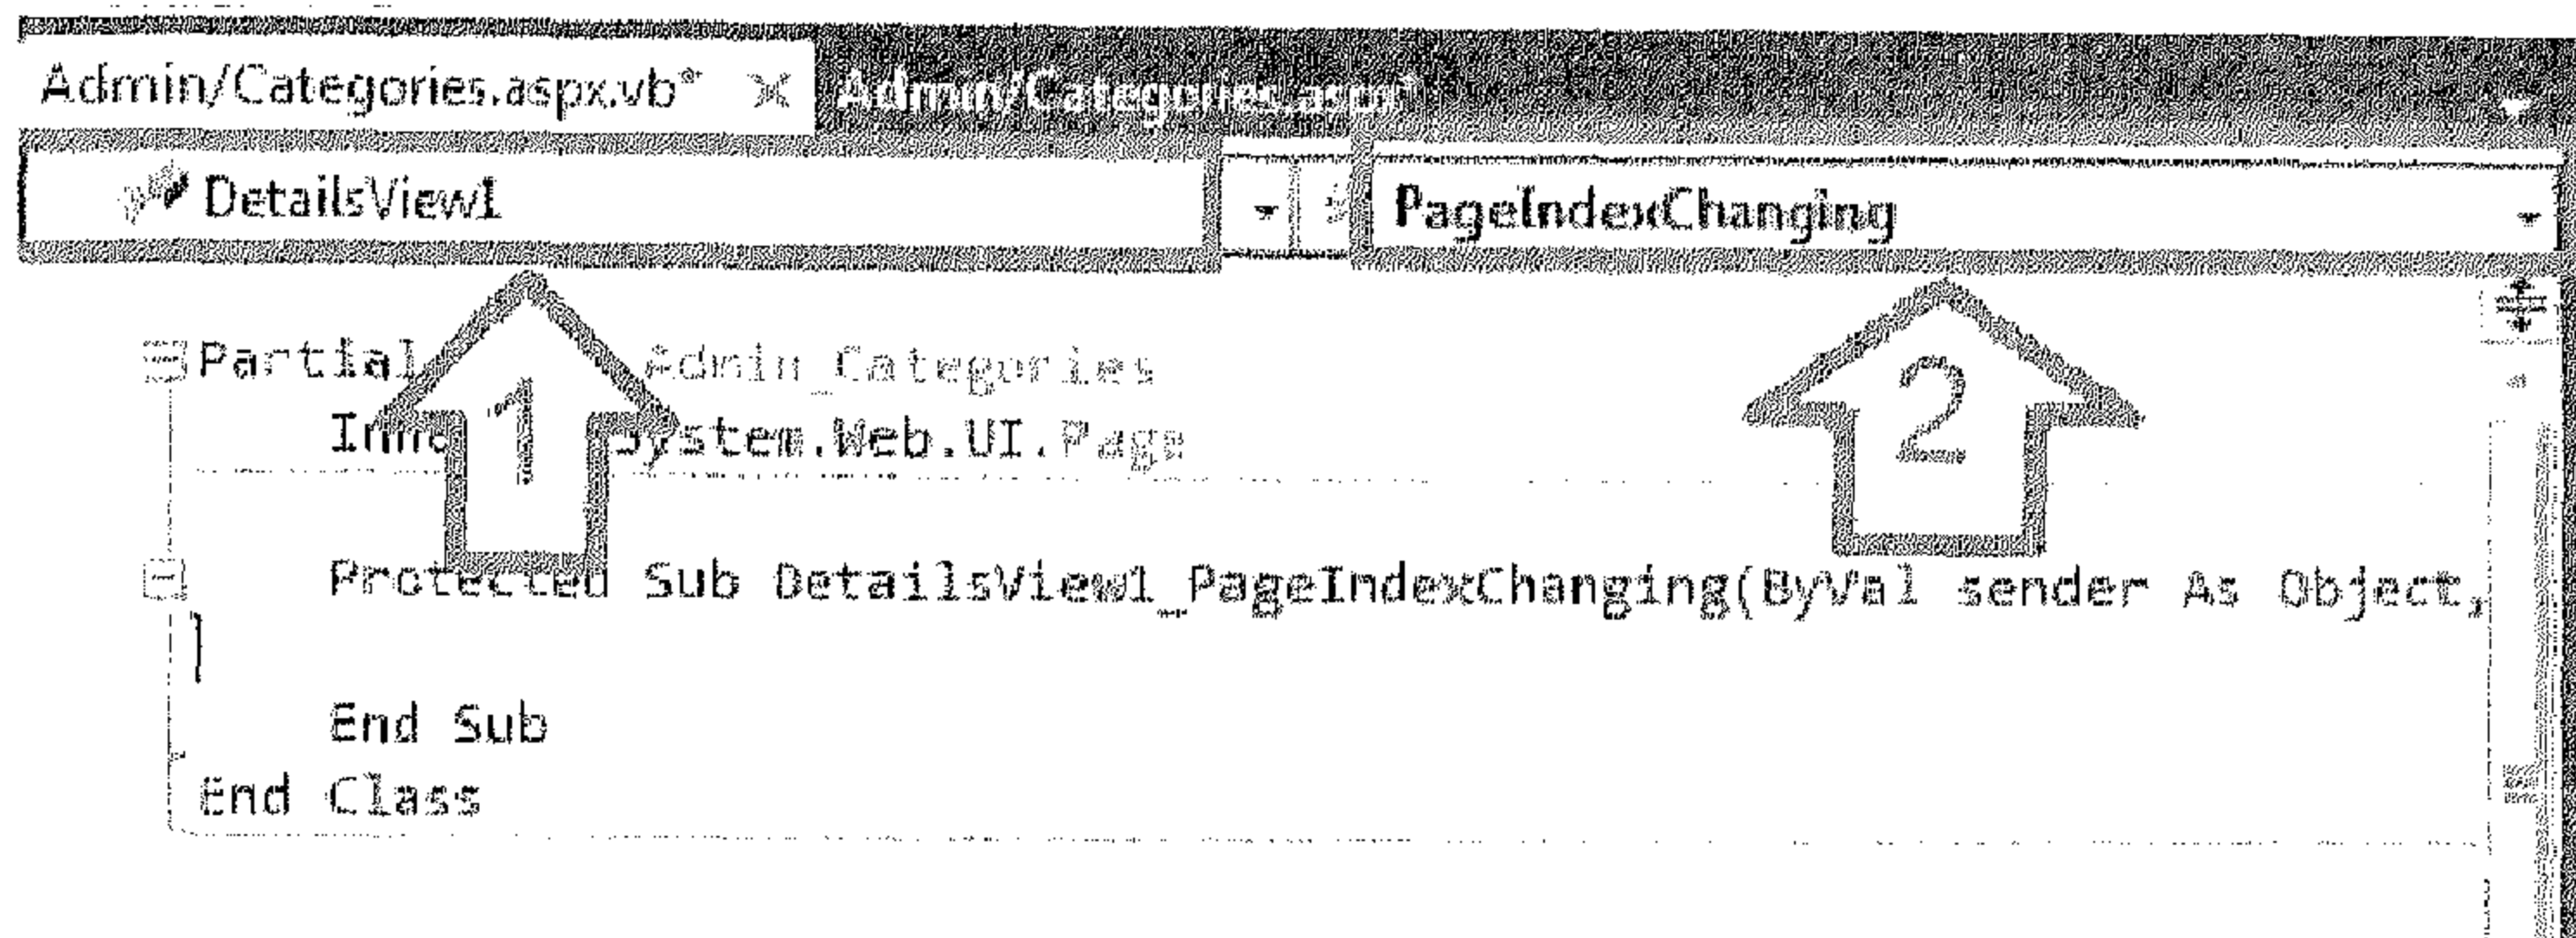 Admin/Categories.aspx.vb* × Admin/Categories.aspx*
DetailsView1 PageIndexChanging
Partial Admin_Categories
1 2
System.Web.UI.Page
Protected Sub DetailsView1_PageIndexChanging(ByVal sender As Object,
End Sub
End Class